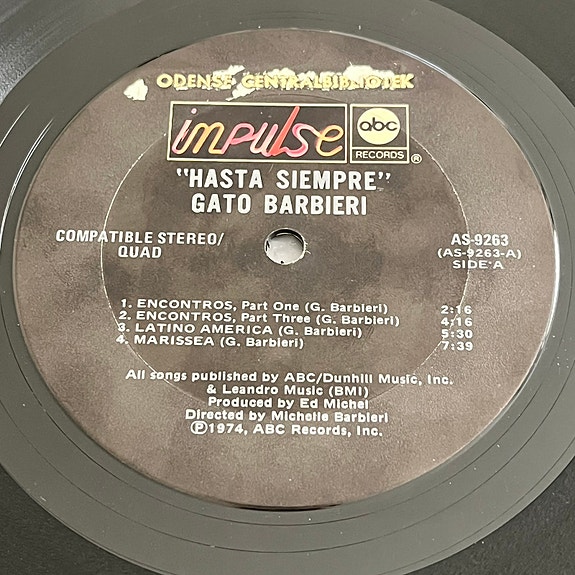 ODENSE CENTRALBIBLIOTEK
impulse abc RECORDS ®
"HASTA SIEMPRE"
GATO BARBIERI
COMPATIBLE STEREO/
QUAD
AS-9263
(AS-9263-A)
SIDE A
1. ENCONTROS, Part One (G. Barbieri) 2:16
2. ENCONTROS, Part Three (G. Barbieri) 4:16
3. LATINO AMERICA (G. Barbieri) 5:30
4. MARISSEA (G. Barbieri) 7:39
All songs published by ABC/Dunhill Music, Inc.
& Leandro Music (BMI)
Produced by Ed Michel
Directed by Michelle Barbieri
℗1974, ABC Records, Inc.